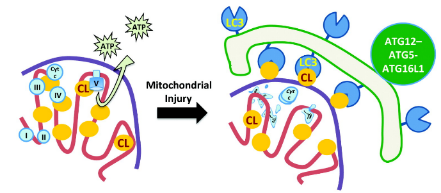 ATP
ATP
Cyt
c
CL
V
III
IV
I
II
CL
Mitochondrial
Injury
LC3
LC3
CL
Cyt
c
CL
ATG12–
ATG5-
ATG16L1